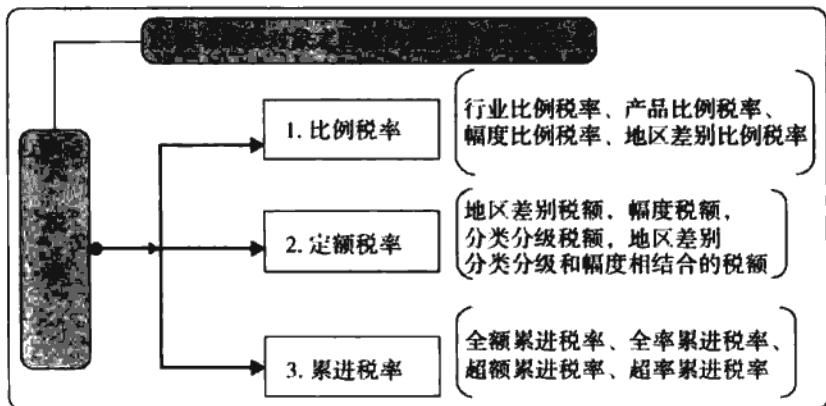 1. 比例税率
行业比例税率、产品比例税率、
幅度比例税率、地区差别比例税率
2. 定额税率
地区差别税额，幅度税额，
分类分级税额，地区差别
分类分级和幅度相结合的税额
3. 累进税率
全额累进税率、全率累进税率、
超额累进税率、超率累进税率